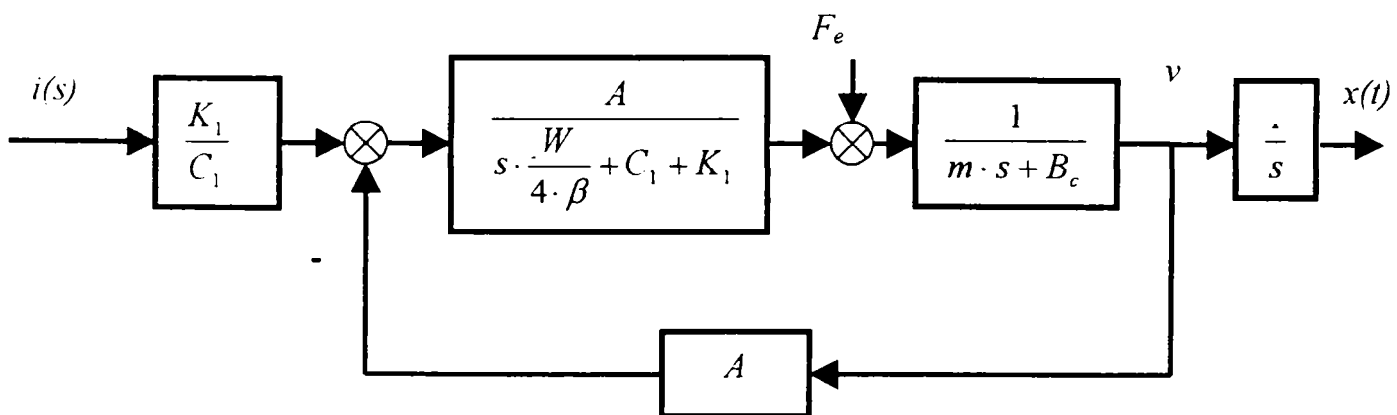 F_e
i(s)
K_1
C_1
A
s · W + C_1 + K_1
4 · β
1
m · s + B_c
v
s
x(t)
-
A